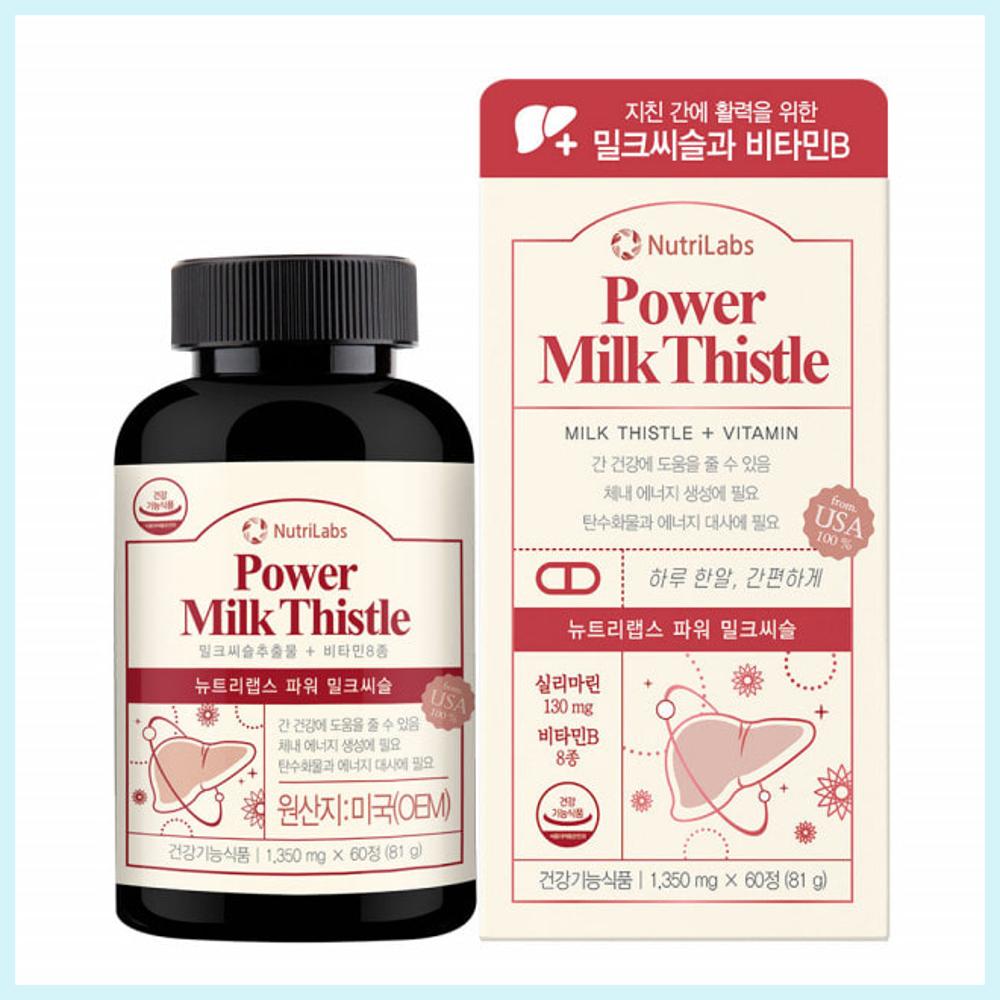 지친 간에 활력을 위한
밀크씨슬과 비타민B
NutriLabs
Power
Milk Thistle
MILK THISTLE + VITAMIN
간 건강에 도움을 줄 수 있음
체내 에너지 생성에 필요
탄수화물과 에너지 대사에 필요
from.
USA
100 %
하루 한알, 간편하게
뉴트리랩스 파워 밀크씨슬
실리마린
130 mg
비타민B
8종
건강
기능식품
건강기능식품 | 1,350 mg × 60정 (81 g)
건강
기능식품
NutriLabs
Power
Milk Thistle
밀크씨슬추출물 + 비타민8종
뉴트리랩스 파워 밀크씨슬
from.
USA
100 %
간 건강에 도움을 줄 수 있음
체내 에너지 생성에 필요
탄수화물과 에너지 대사에 필요
원산지:미국(OEM)
건강기능식품 | 1,350 mg × 60정 (81 g)